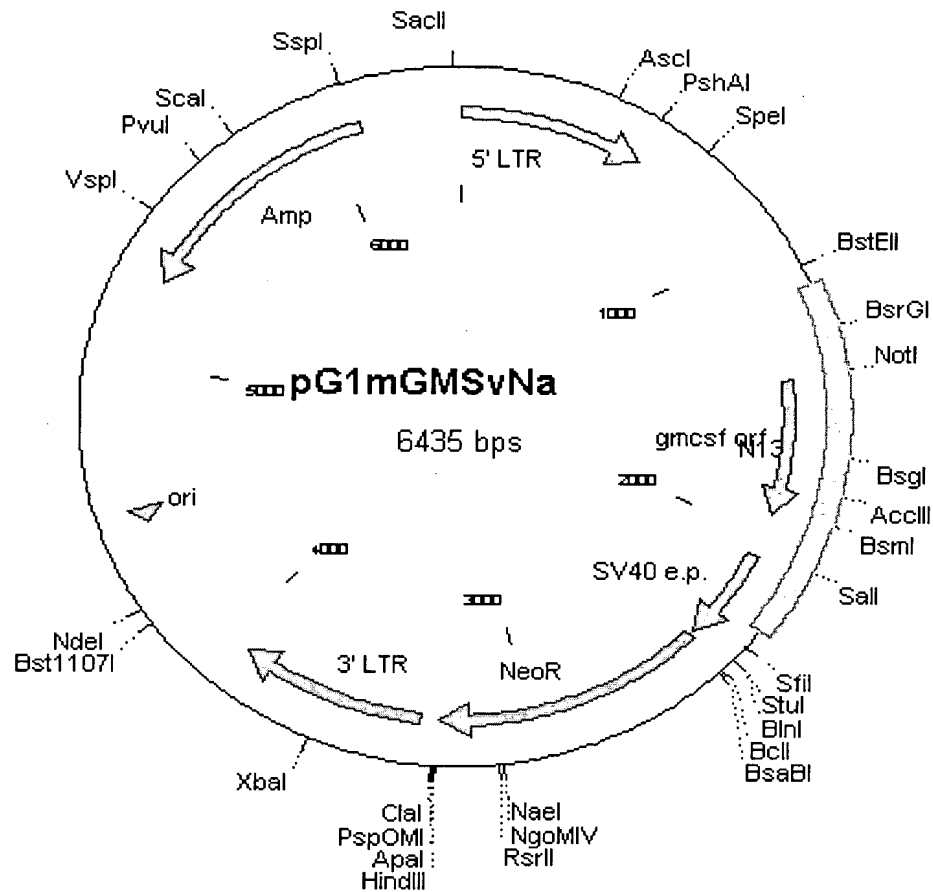 SacII
SspI
AscI
PshAI
ScaI
SpeI
PvuI
5' LTR
VspI
Amp
6000
BstEII
1000
BsrGI
NotI
5000
pG1mGMSvNa
6435 bps
gmcsf orf
N13
BsgI
2000
AccIII
ori
BsmI
4000
SV40 e.p.
SalI
3000
NdeI
Bst1107I
3' LTR
NeoR
SfiI
StuI
BlnI
BclI
BsaBI
XbaI
ClaI
NaeI
PspOMI
NgoMIV
ApaI
RsrII
HindIII